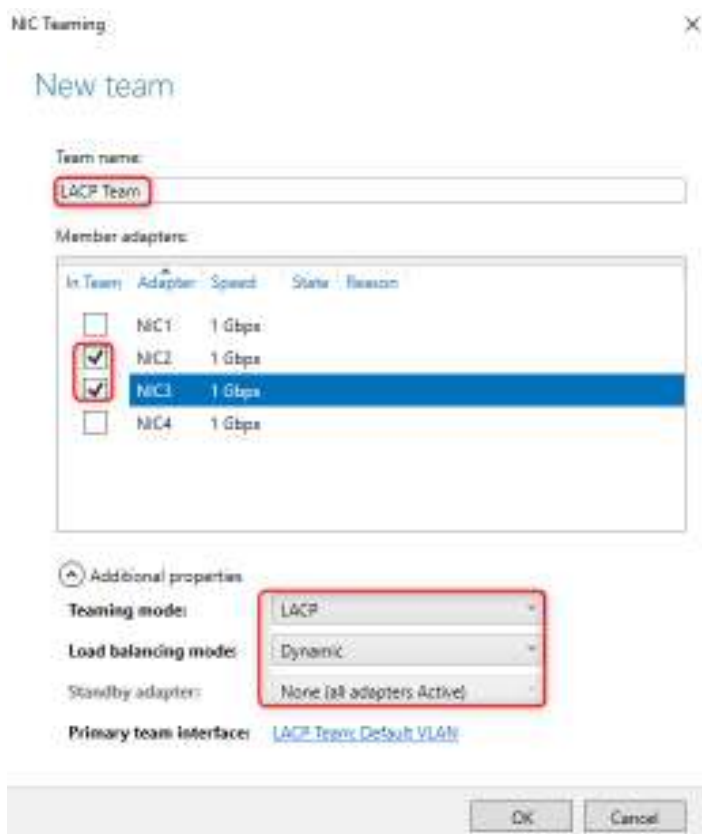 NIC Teaming
New team
Team name:
LACP Team
Member adapters:
In Team Adapter Speed State Reason
NIC1 1 Gbps
NIC2 1 Gbps
NIC3 1 Gbps
NIC4 1 Gbps
Additional properties
Teaming mode: LACP
Load balancing mode: Dynamic
Standby adapter: None (all adapters Active)
Primary team interface: LACP Team: Default VLAN
OK Cancel